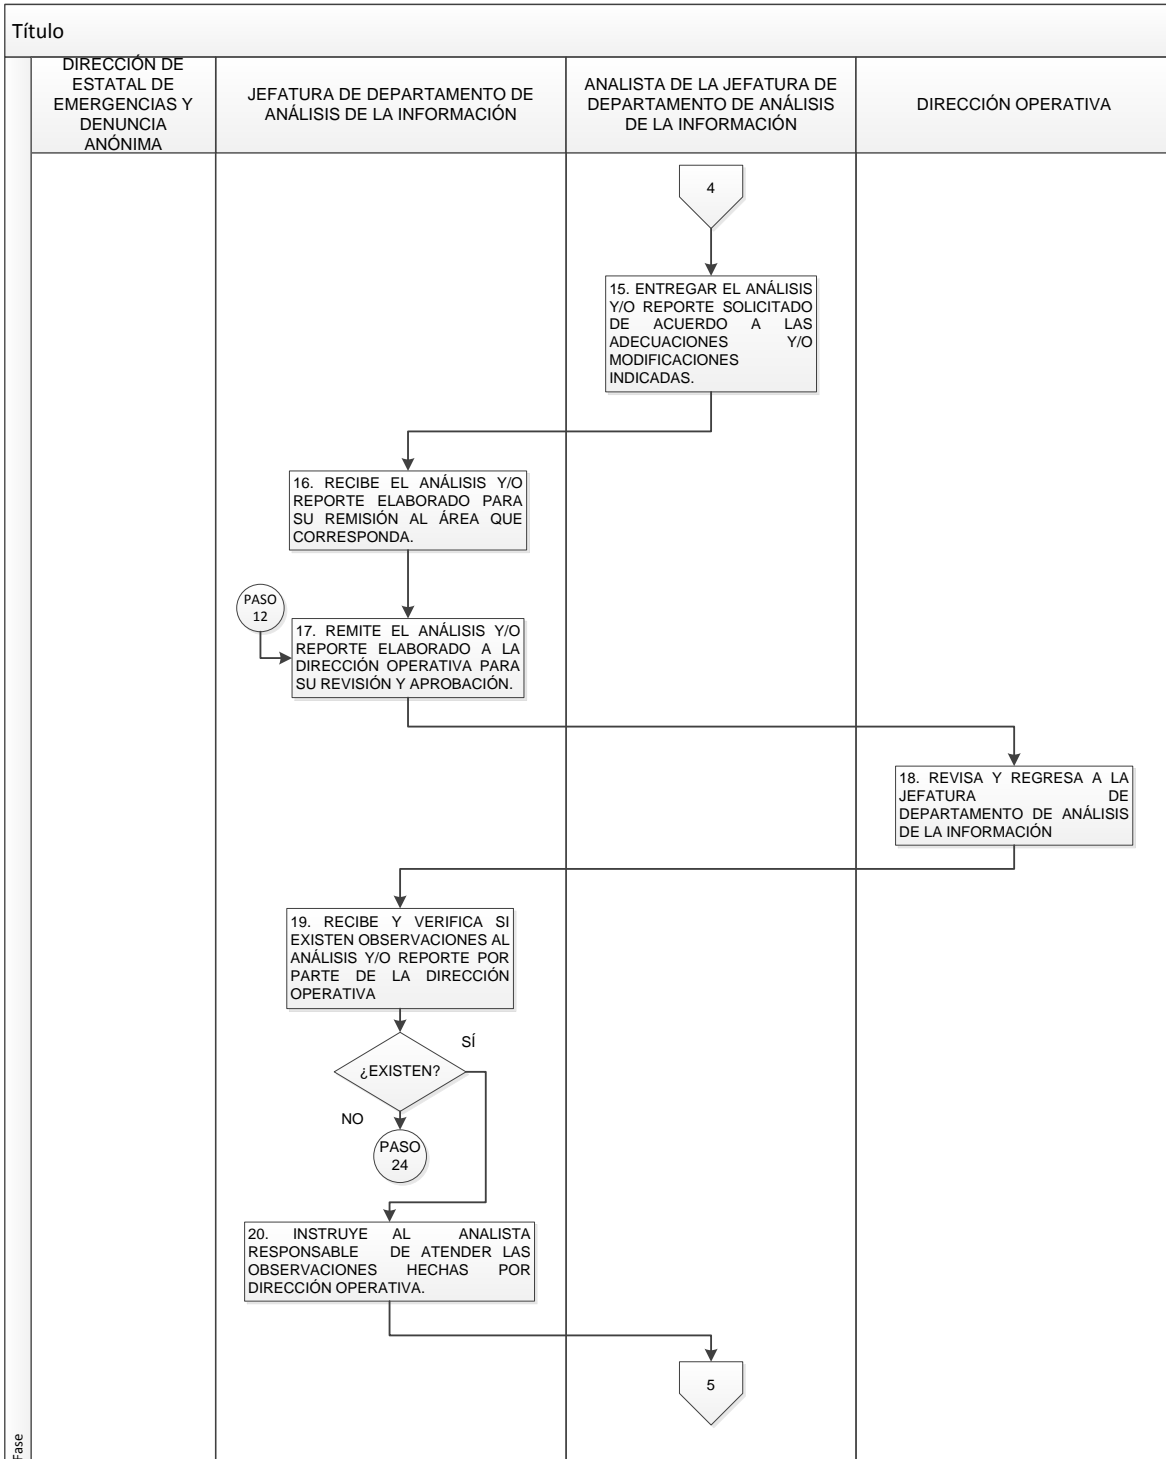 Título
DIRECCIÓN DE
ESTATAL DE
EMERGENCIAS Y
DENUNCIA
ANÓNIMA
JEFATURA DE DEPARTAMENTO DE
ANÁLISIS DE LA INFORMACIÓN
ANALISTA DE LA JEFATURA DE
DEPARTAMENTO DE ANÁLISIS
DE LA INFORMACIÓN
DIRECCIÓN OPERATIVA
4
15. ENTREGAR EL ANÁLISIS
Y/O REPORTE SOLICITADO
DE ACUERDO A LAS
ADECUACIONES Y/O
MODIFICACIONES
INDICADAS.
16. RECIBE EL ANÁLISIS Y/O
REPORTE ELABORADO PARA
SU REMISIÓN AL ÁREA QUE
CORRESPONDA.
PASO
12
17. REMITE EL ANÁLISIS Y/O
REPORTE ELABORADO A LA
DIRECCIÓN OPERATIVA PARA
SU REVISIÓN Y APROBACIÓN.
18. REVISA Y REGRESA A LA
JEFATURA DE
DEPARTAMENTO DE ANÁLISIS
DE LA INFORMACIÓN
19. RECIBE Y VERIFICA SI
EXISTEN OBSERVACIONES AL
ANÁLISIS Y/O REPORTE POR
PARTE DE LA DIRECCIÓN
OPERATIVA
SÍ
¿EXISTEN?
NO
PASO
24
20. INSTRUYE AL ANALISTA
RESPONSABLE DE ATENDER LAS
OBSERVACIONES HECHAS POR
DIRECCIÓN OPERATIVA.
5
Fase